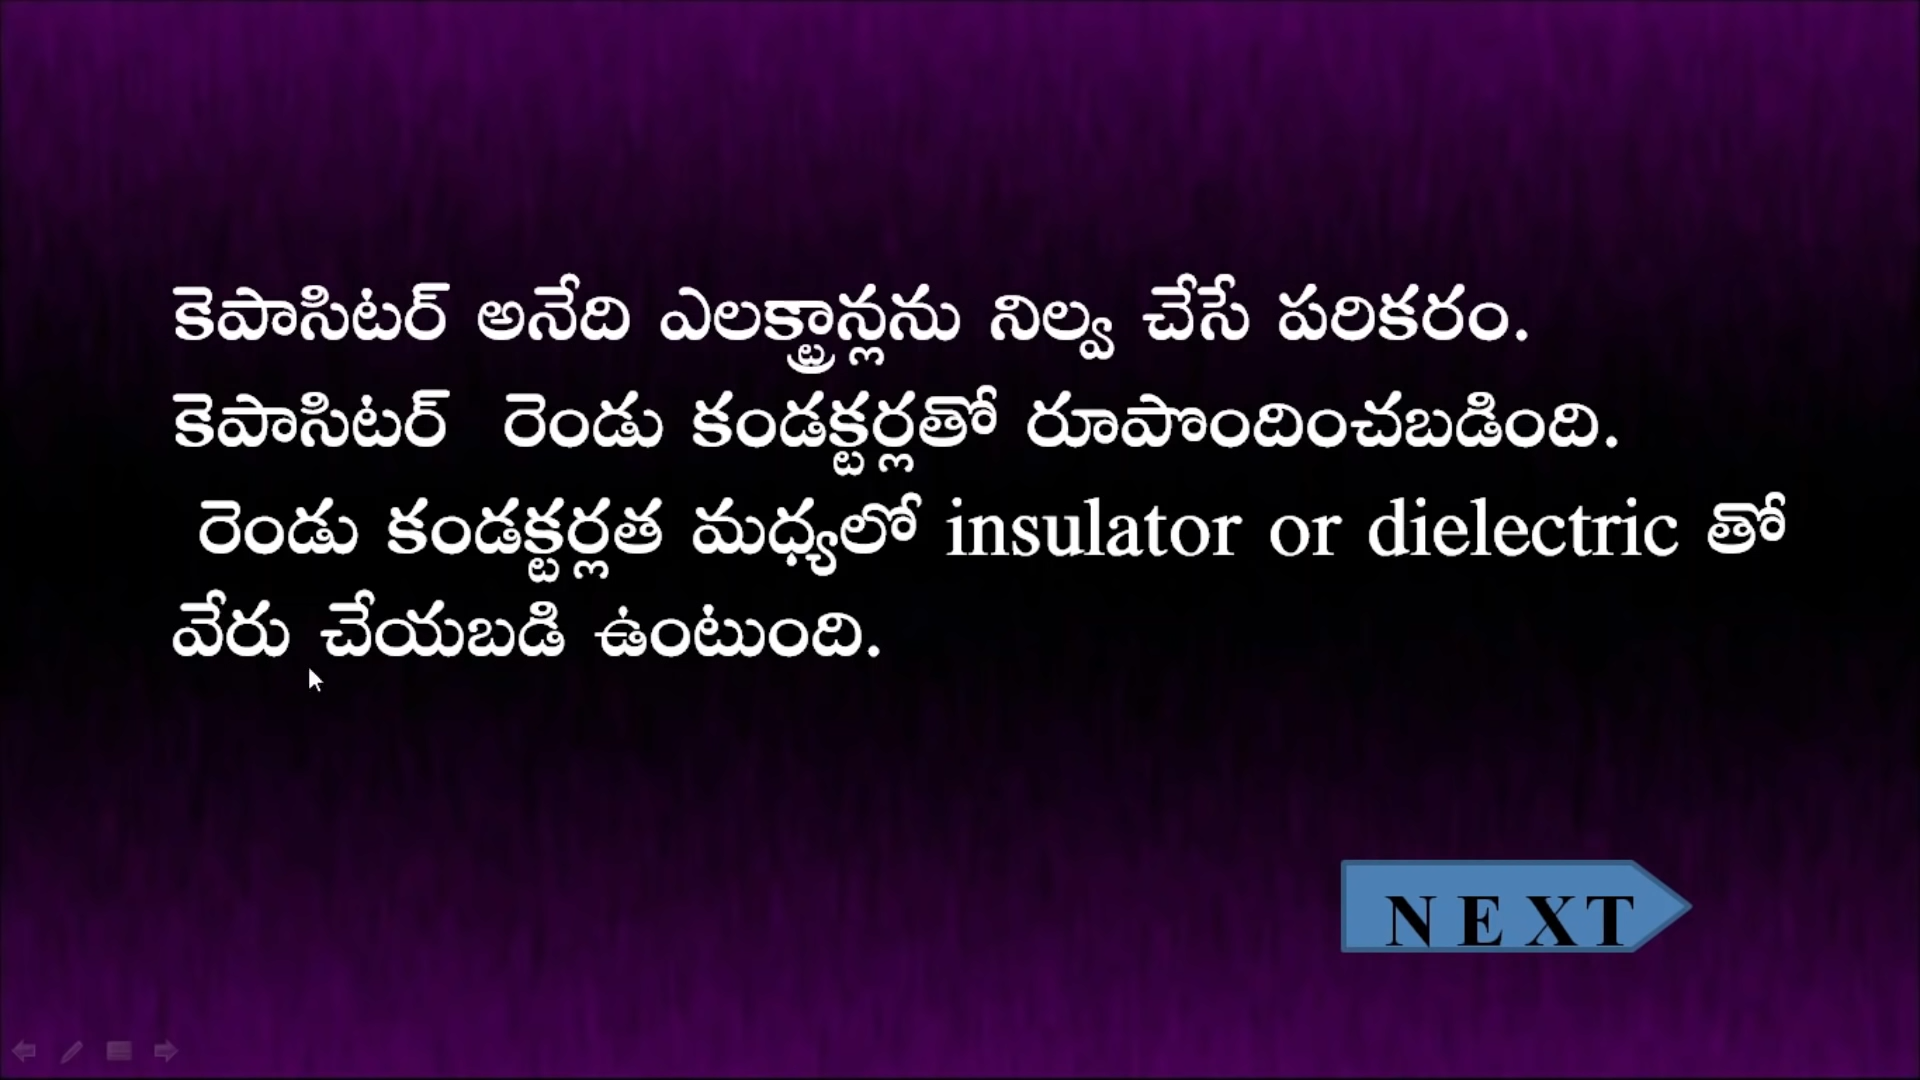 కెపాసిటర్ అనేది ఎలక్ట్రాన్లను నిల్వ చేసే పరికరం.
కెపాసిటర్ రెండు కండక్టర్లతో రూపొందించబడింది.
రెండు కండక్టర్లత మధ్యలో insulator or dielectric తో
వేరు చేయబడి ఉంటుంది.
NEXT